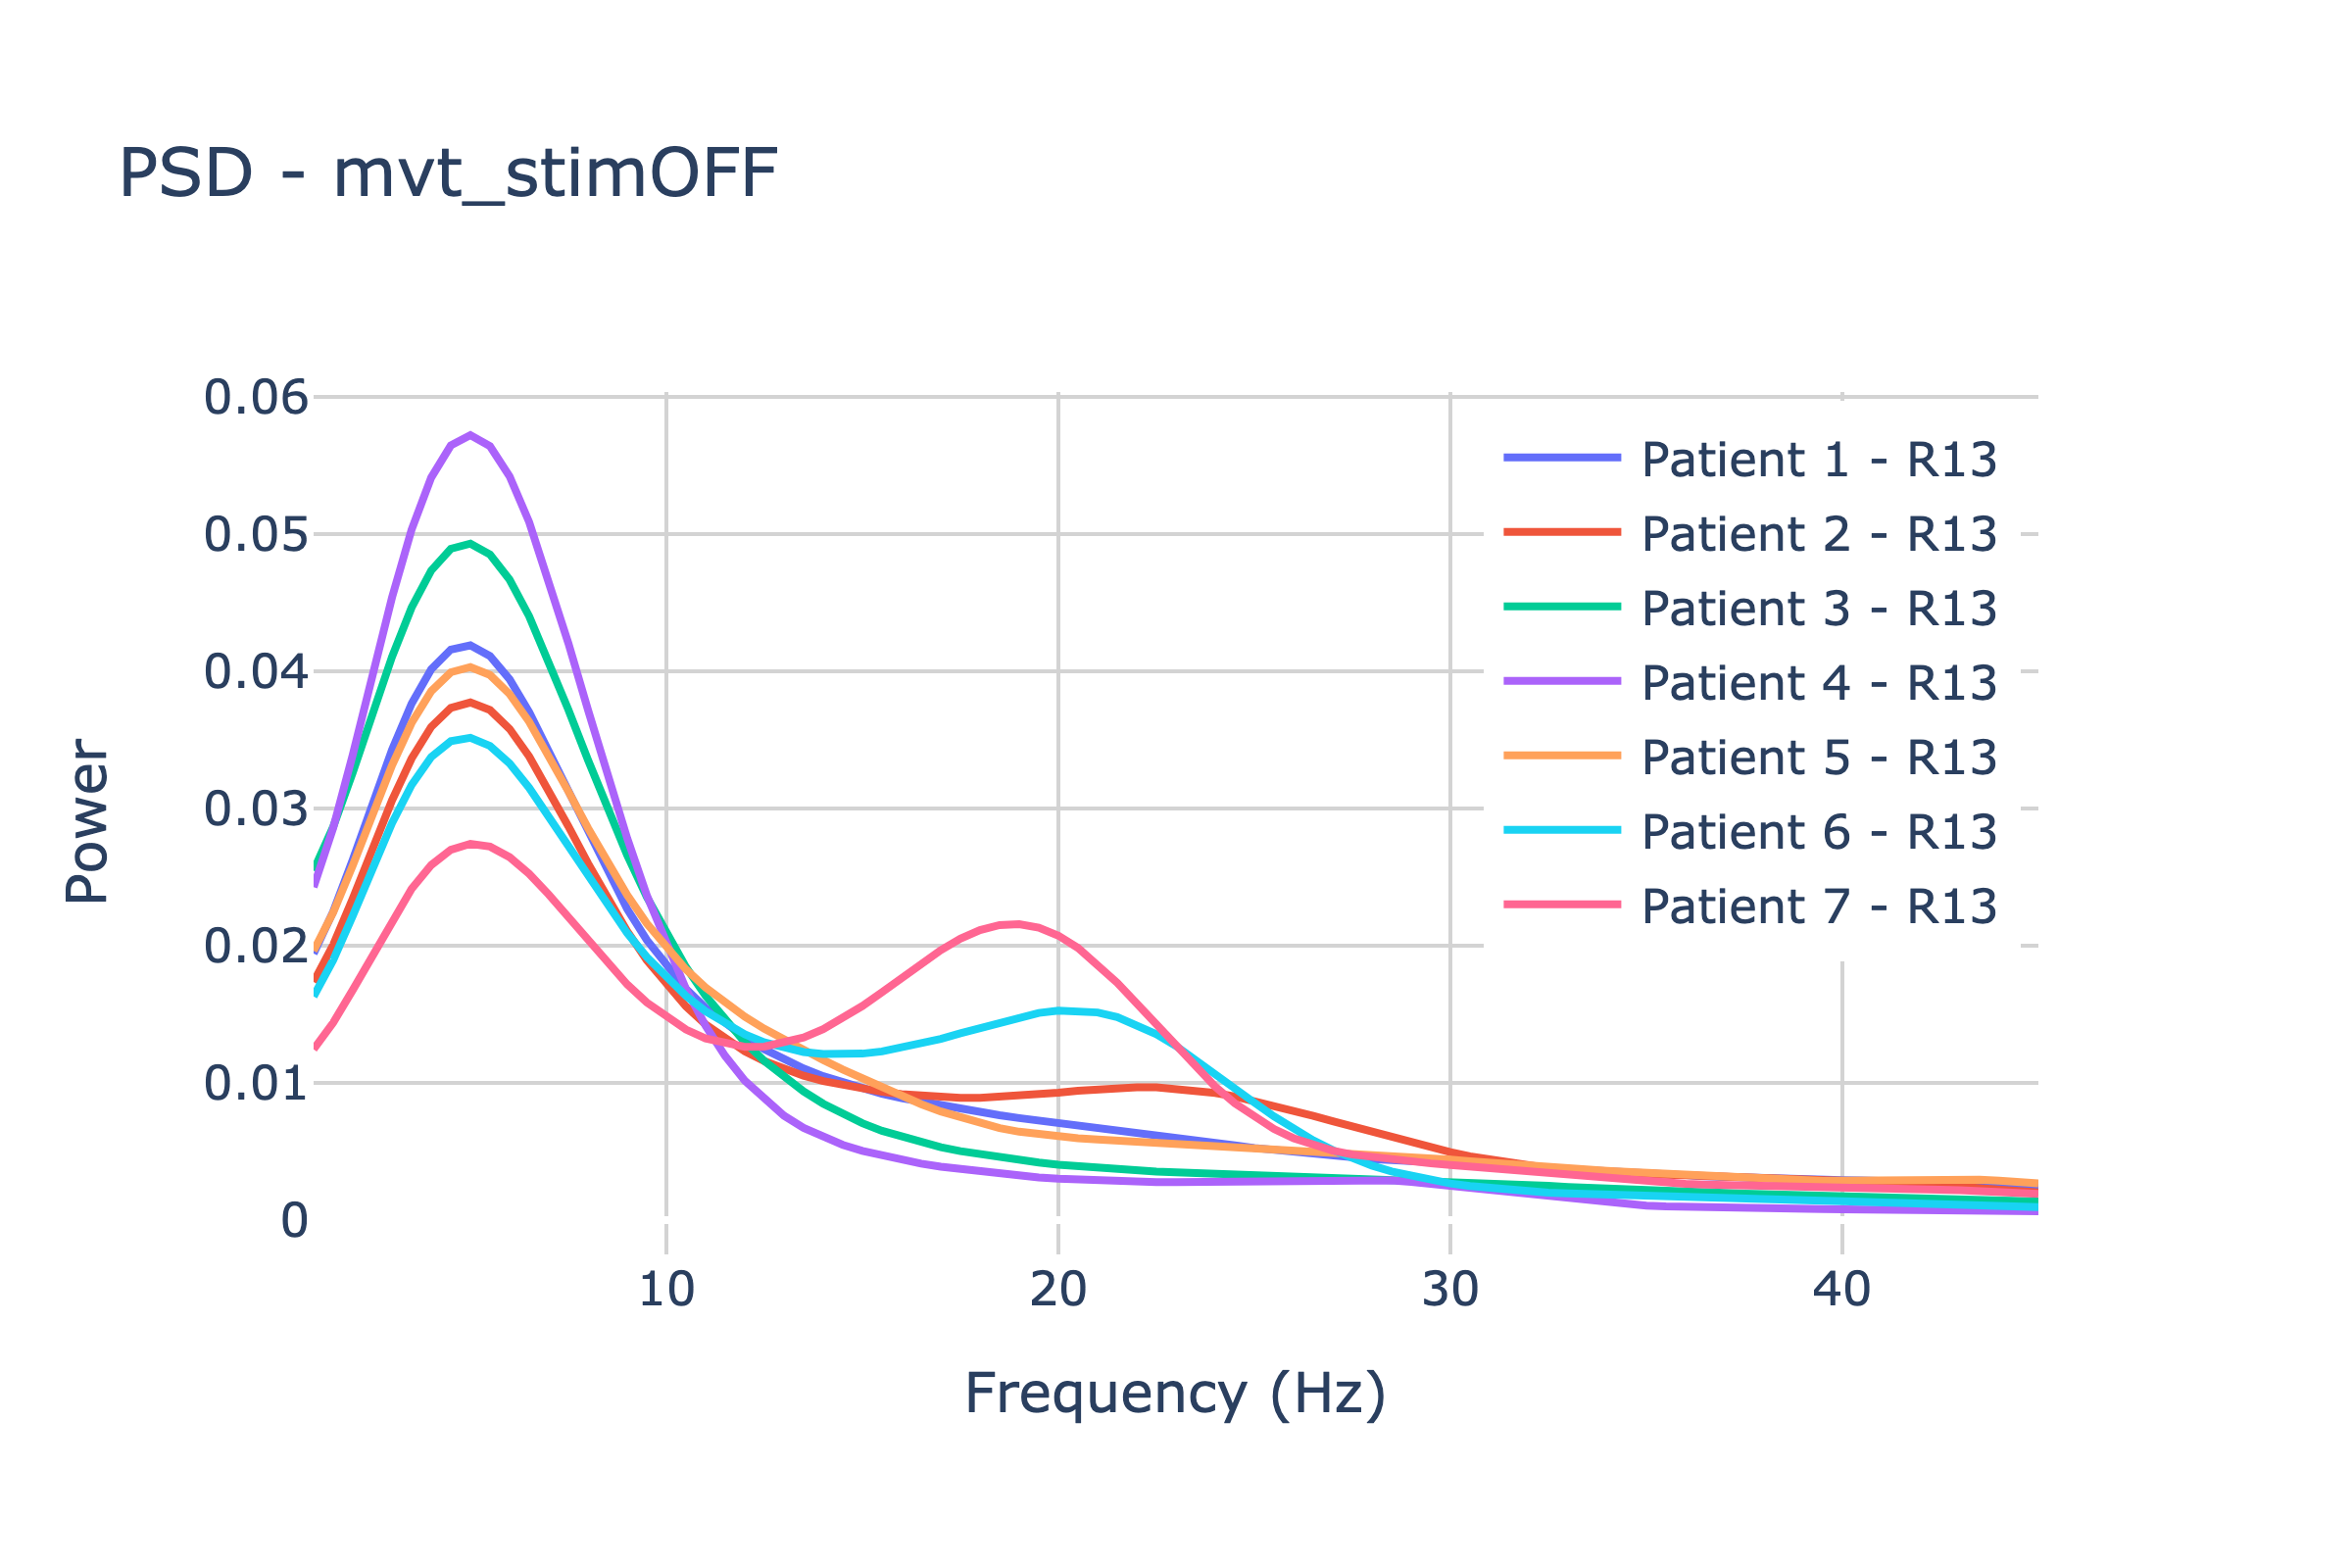 PSD - mvt_stimOFF
0.06
0.05
0.04
0.03
0.02
0.01
0
Power
Patient 1 - R13
Patient 2 - R13
Patient 3 - R13
Patient 4 - R13
Patient 5 - R13
Patient 6 - R13
Patient 7 - R13
10 20 30 40
Frequency (Hz)